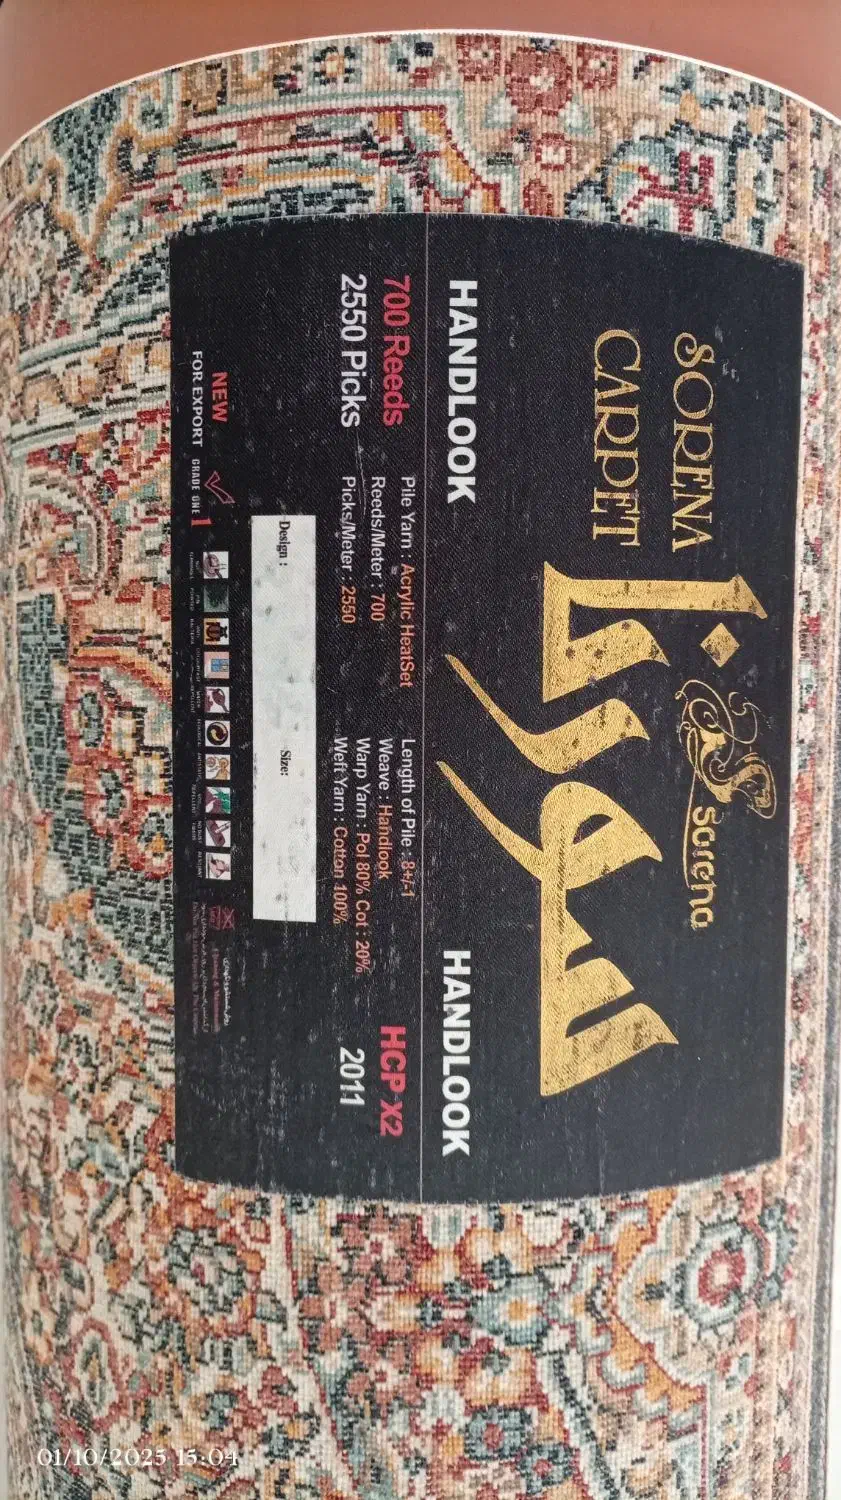 SORENA
CARPET
سورنا
sorena
HANDLOOK
HANDLOOK
700 Reeds
2550 Picks
Pile Yarn : Acrylic HeatSet
Reeds/Meter : 700
Picks/Meter : 2550
Length of Pile : 8+/-1
Weave : Handlook
Warp Yarn : Pol 80% Cot : 20%
Weft Yarn : Cotton 100%
HCP X2
2011
Design :
Size:
NEW
FOR EXPORT
GRADE ONE 1
01/10/2025 15:04